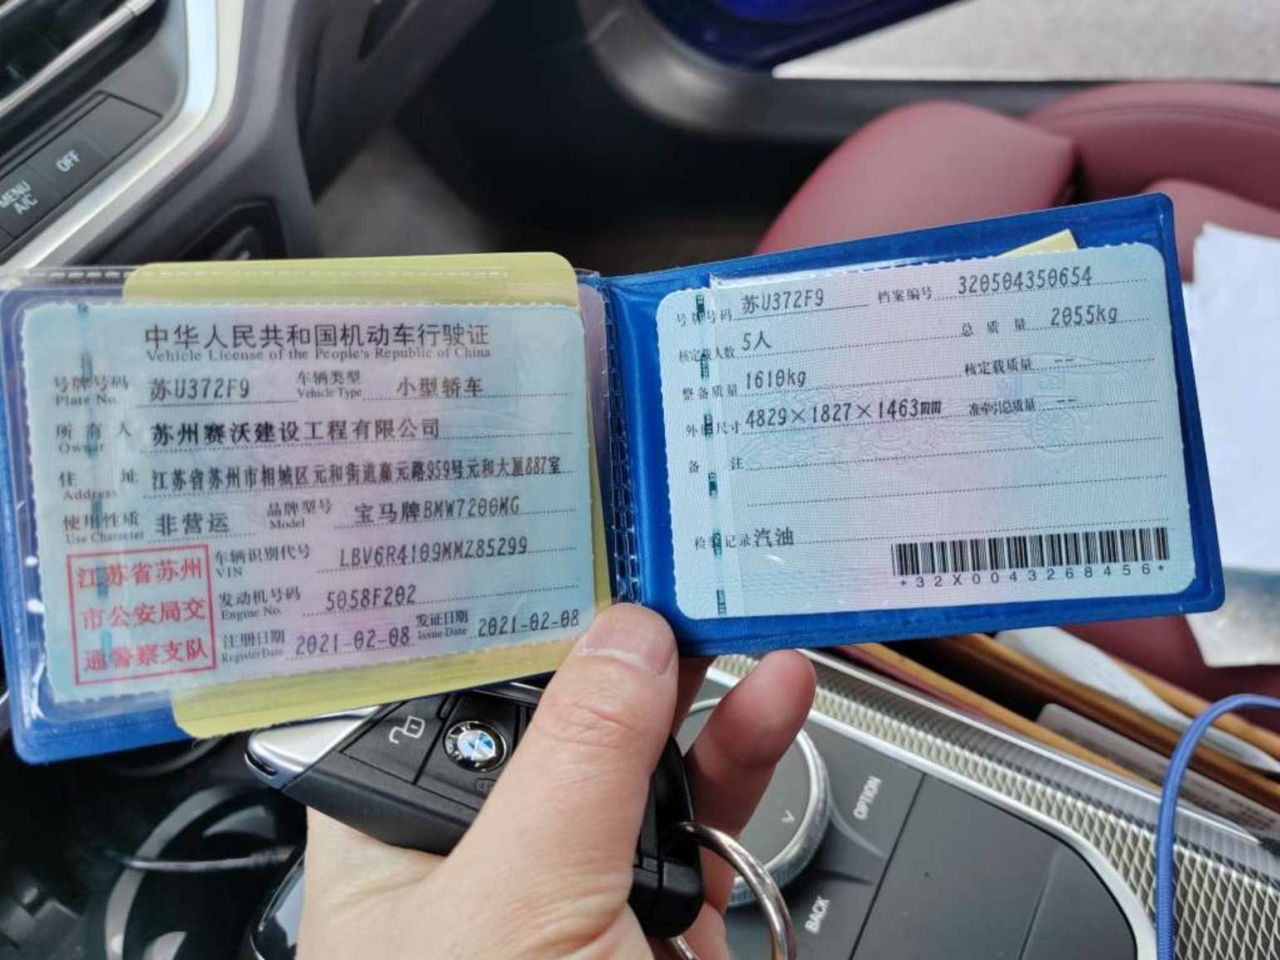 MENU
A/C
OFF
中华人民共和国机动车行驶证
Vehicle License of the People's Republic of China
号牌号码 苏U372F9 车辆类型 小型轿车
Plate No. Vehicle Type
所有人 苏州赛沃建设工程有限公司
Owner
住址 江苏省苏州市相城区元和街道嘉元路959号元和大厦887室
Address
使用性质 非营运 品牌型号 宝马牌BMW7200MG
Use Character Model
江苏省苏州
市公安局交
通警察支队
车辆识别代号 LBV6R4109MMZ85299
VIN
发动机号码 5058F202
Engine No.
注册日期 2021-02-08 发证日期 2021-02-08
Register Date Issue Date
号牌号码 苏U372F9 档案编号 320504350654
核定载人数 5人 总质量 2055kg
整备质量 1610kg 核定载质量 --
外廓尺寸 4829×1827×1463mm 准牵引总质量 --
备注
检验记录 汽油
*32X0043268456*
BMW
OPTION
BACK